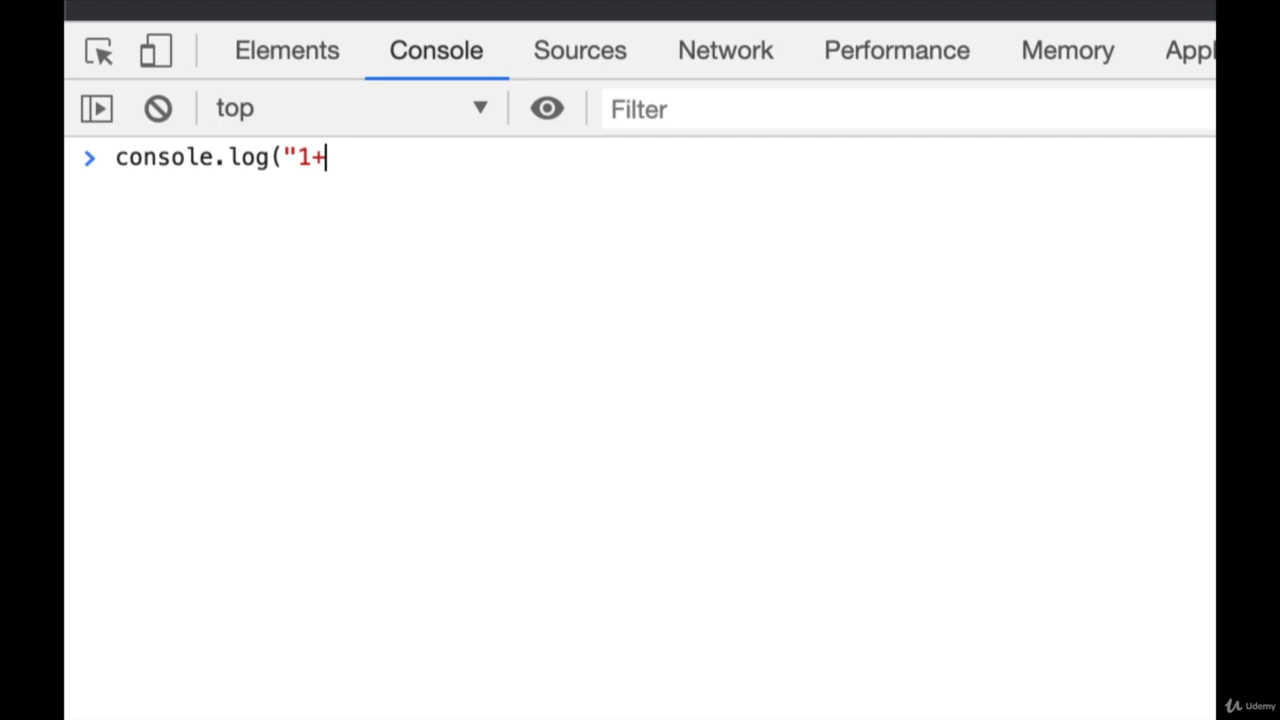 Elements Console Sources Network Performance Memory Appl
top Filter
> console.log("1+
Udemy